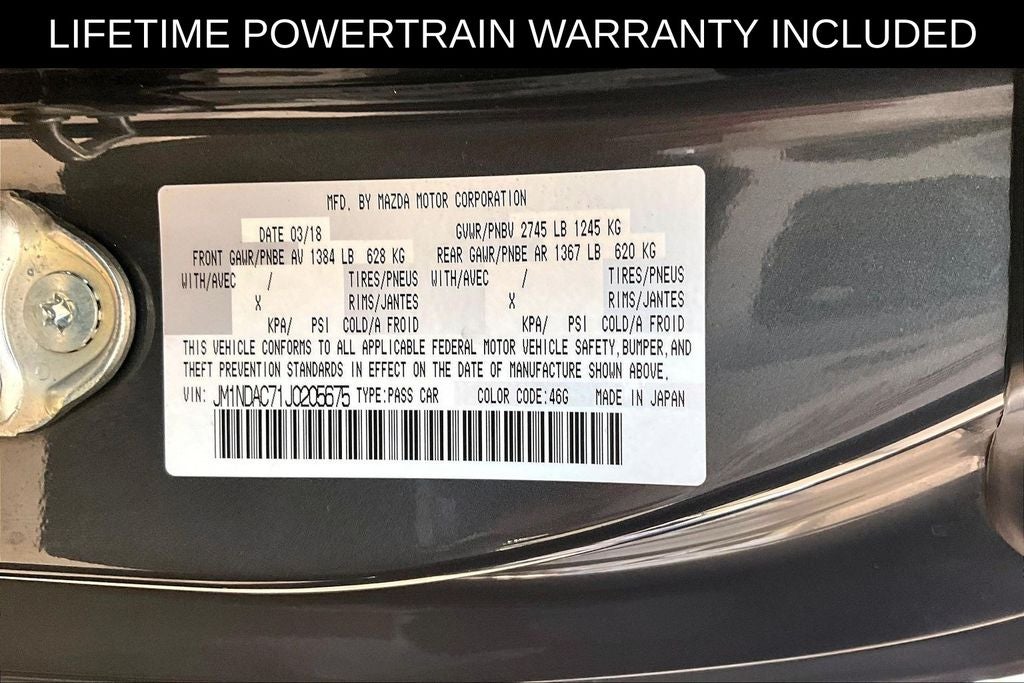 LIFETIME POWERTRAIN WARRANTY INCLUDED
MFD. BY MAZDA MOTOR CORPORATION
DATE 03/18 GVWR/PNBV 2745 LB 1245 KG
FRONT GAWR/PNBE AV 1384 LB 628 KG REAR GAWR/PNBE AR 1367 LB 620 KG
WITH/AVEC / TIRES/PNEUS WITH/AVEC / TIRES/PNEUS
X RIMS/JANTES X RIMS/JANTES
KPA/ PSI COLD/A FROID KPA/ PSI COLD/A FROID
THIS VEHICLE CONFORMS TO ALL APPLICABLE FEDERAL MOTOR VEHICLE SAFETY, BUMPER, AND
THEFT PREVENTION STANDARDS IN EFFECT ON THE DATE OF MANUFACTURE SHOWN ABOVE.
VIN: JM1NDAC71J0205675 TYPE:PASS CAR COLOR CODE:46G MADE IN JAPAN